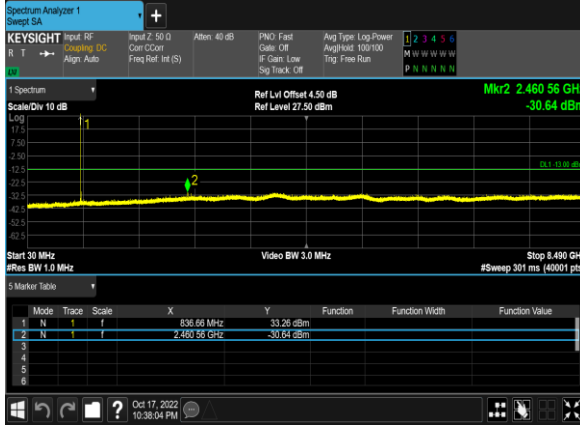 Spectrum Analyzer 1
Swept SA
+
KEYSIGHT Input: RF Input Z: 50 Ω Atten: 40 dB PNO: Fast Avg Type: Log-Power 1 2 3 4 5 6
R T Coupling: DC Corr CCorr Gate: Off Avg|Hold: 100/100 M W W W W W
Align: Auto Freq Ref: Int (S) IF Gain: Low Trig: Free Run
Sig Track: Off P N N N N N
1 Spectrum
Ref Lvl Offset 4.50 dB Mkr2 2.460 56 GHz
Scale/Div 10 dB Ref Level 27.50 dBm -30.64 dBm
Log
17.5
1
7.50
-2.50
-12.5
DL1 -13.00 dBm
-22.5
2
-32.5
-42.5
-52.5
-62.5
Start 30 MHz Video BW 3.0 MHz Stop 8.490 GH
#Res BW 1.0 MHz #Sweep 301 ms (40001 pts
5 Marker Table
Mode Trace Scale X Y Function Function Width Function Value
1 N 1 f 836.66 MHz 33.26 dBm
2 N 1 f 2.460 56 GHz -30.64 dBm
3
4
5
6
? Oct 17, 2022
10:38:04 PM